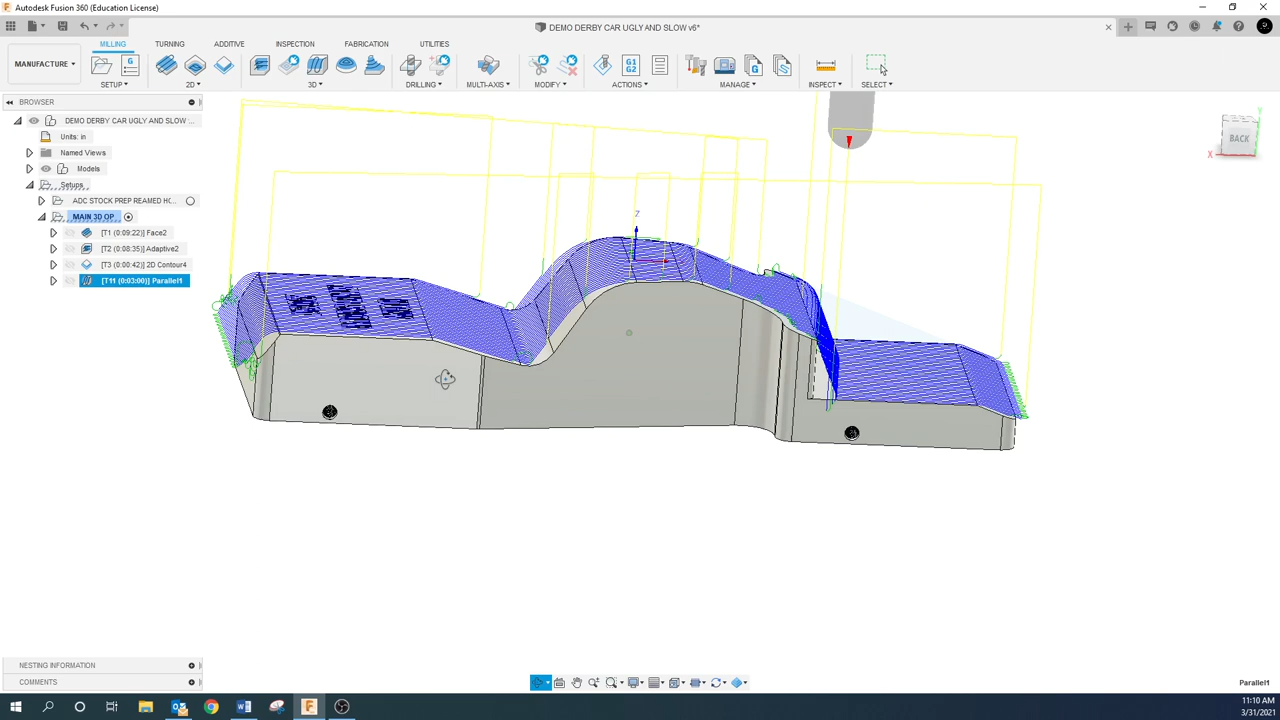 Autodesk Fusion 360 (Education License)
DEMO DERBY CAR UGLY AND SLOW v6*
MILLING TURNING ADDITIVE INSPECTION FABRICATION UTILITIES
MANUFACTURE
SETUP 2D 3D DRILLING MULTI-AXIS MODIFY ACTIONS MANAGE INSPECT SELECT
G1
G2
BROWSER
DEMO DERBY CAR UGLY AND SLOW ...
Units: in
Named Views
Models
Setups
ADC STOCK PREP REAMED HO...
MAIN 3D OP
[T1 (0:09:22)] Face2
[T2 (0:08:35)] Adaptive2
[T3 (0:00:42)] 2D Contour4
[T11 (0:03:00)] Parallel1
Z
Y
BACK
X
NESTING INFORMATION
COMMENTS
Parallel1
11:10 AM
3/31/2021